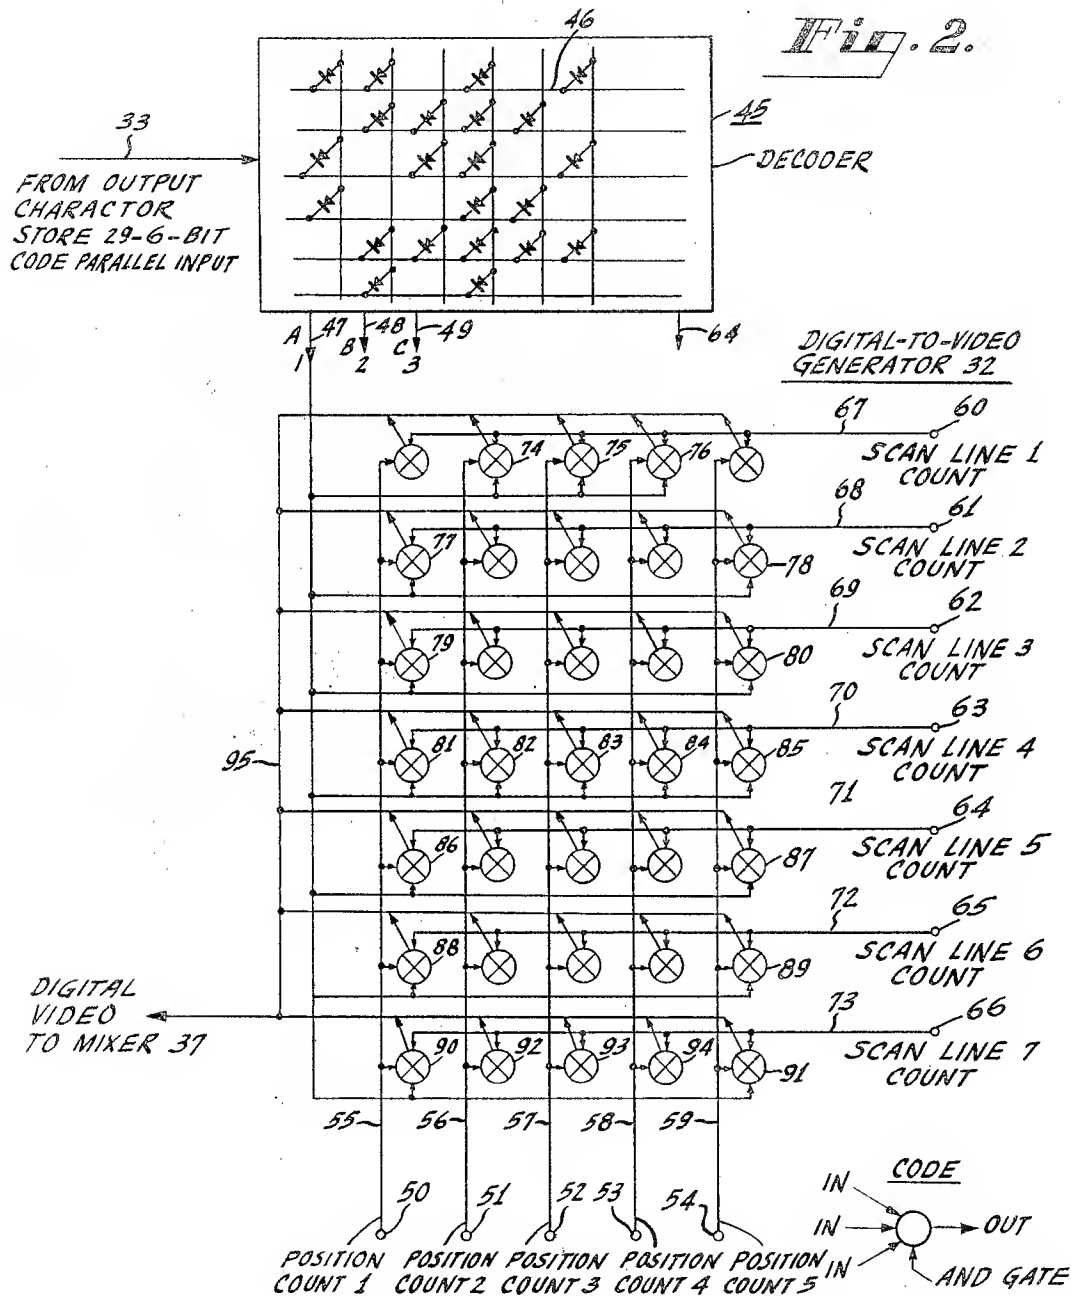 Fig. 2.
46
45
DECODER
33
FROM OUTPUT
CHARACTOR
STORE 29-6-BIT
CODE PARALLEL INPUT
A 47 B 48 C 49 64
1 2 3
DIGITAL-TO-VIDEO
GENERATOR 32
67 60
74 75 76
SCAN LINE 1
COUNT
68 61
77 78
SCAN LINE 2
COUNT
69 62
79 80
SCAN LINE 3
COUNT
70 63
95 81 82 83 84 85
SCAN LINE 4
COUNT
71 64
86 87
SCAN LINE 5
COUNT
72 65
88 89
SCAN LINE 6
COUNT
DIGITAL
VIDEO
TO MIXER 37
73 66
90 92 93 94 91
SCAN LINE 7
COUNT
55 56 57 58 59
50 51 52 53 54
POSITION POSITION POSITION POSITION POSITION
COUNT 1 COUNT 2 COUNT 3 COUNT 4 COUNT 5
CODE
IN
IN OUT
IN
AND GATE